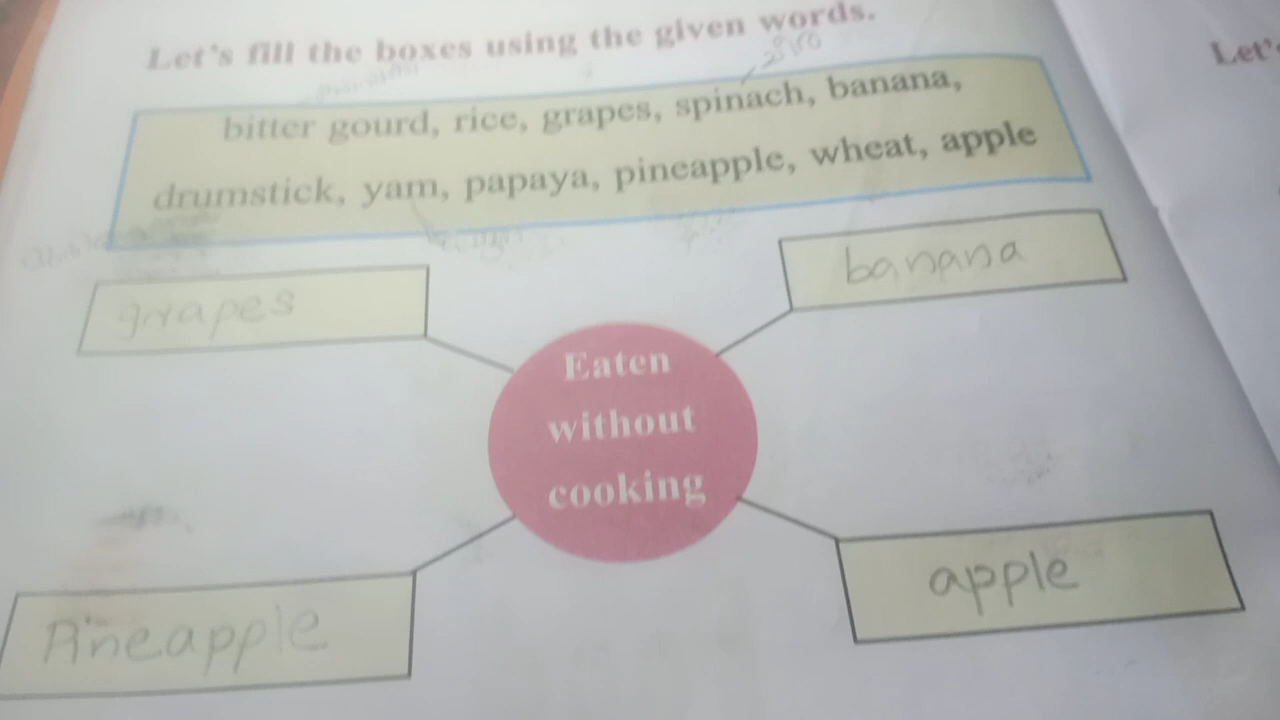 Let's fill the boxes using the given words.
bitter gourd, rice, grapes, spinach, banana,
drumstick, yam, papaya, pineapple, wheat, apple
grapes
banana
Eaten
without
cooking
Pineapple
apple
Let's